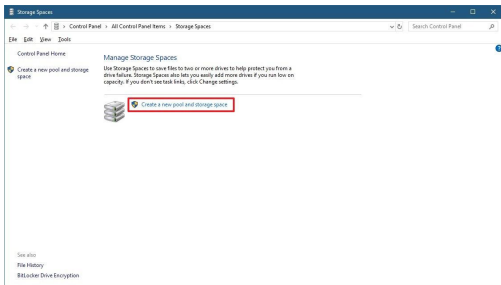 Storage Spaces
Control Panel > All Control Panel Items > Storage Spaces
Search Control Panel
File Edit View Tools
Control Panel Home
Create a new pool and storage
space
Manage Storage Spaces
Use Storage Spaces to save files to two or more drives to help protect you from a
drive failure. Storage Spaces also lets you easily add more drives if you run low on
capacity. If you don't see task links, click Change settings.
Create a new pool and storage space
See also
File History
BitLocker Drive Encryption